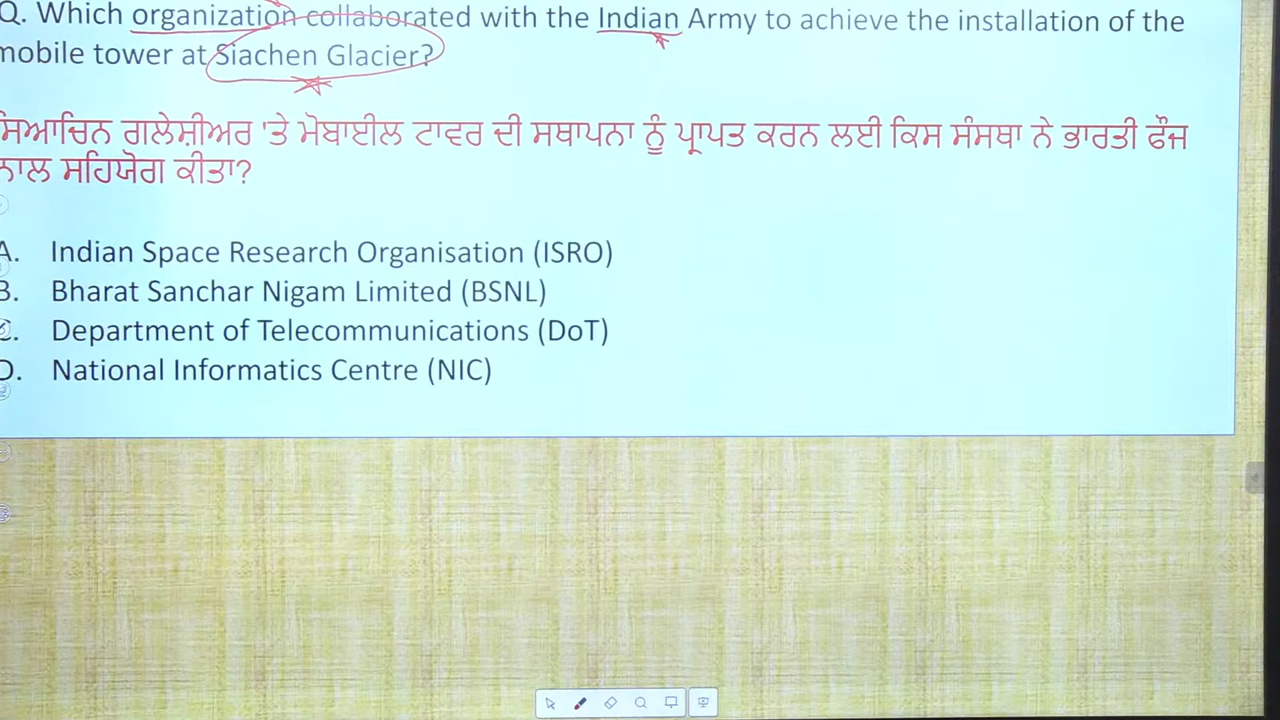 Q. Which organization collaborated with the Indian Army to achieve the installation of the
mobile tower at Siachen Glacier?
ਸਿਆਚਿਨ ਗਲੇਸ਼ੀਅਰ 'ਤੇ ਮੋਬਾਈਲ ਟਾਵਰ ਦੀ ਸਥਾਪਨਾ ਨੂੰ ਪ੍ਰਾਪਤ ਕਰਨ ਲਈ ਕਿਸ ਸੰਸਥਾ ਨੇ ਭਾਰਤੀ ਫੌਜ
ਨਾਲ ਸਹਿਯੋਗ ਕੀਤਾ?
A. Indian Space Research Organisation (ISRO)
B. Bharat Sanchar Nigam Limited (BSNL)
C. Department of Telecommunications (DoT)
D. National Informatics Centre (NIC)